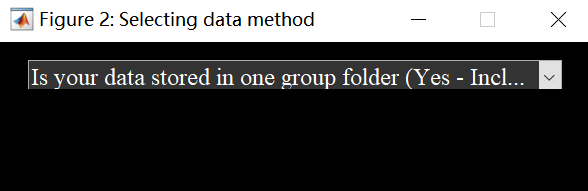 Figure 2: Selecting data method
Is your data stored in one group folder (Yes - Incl...